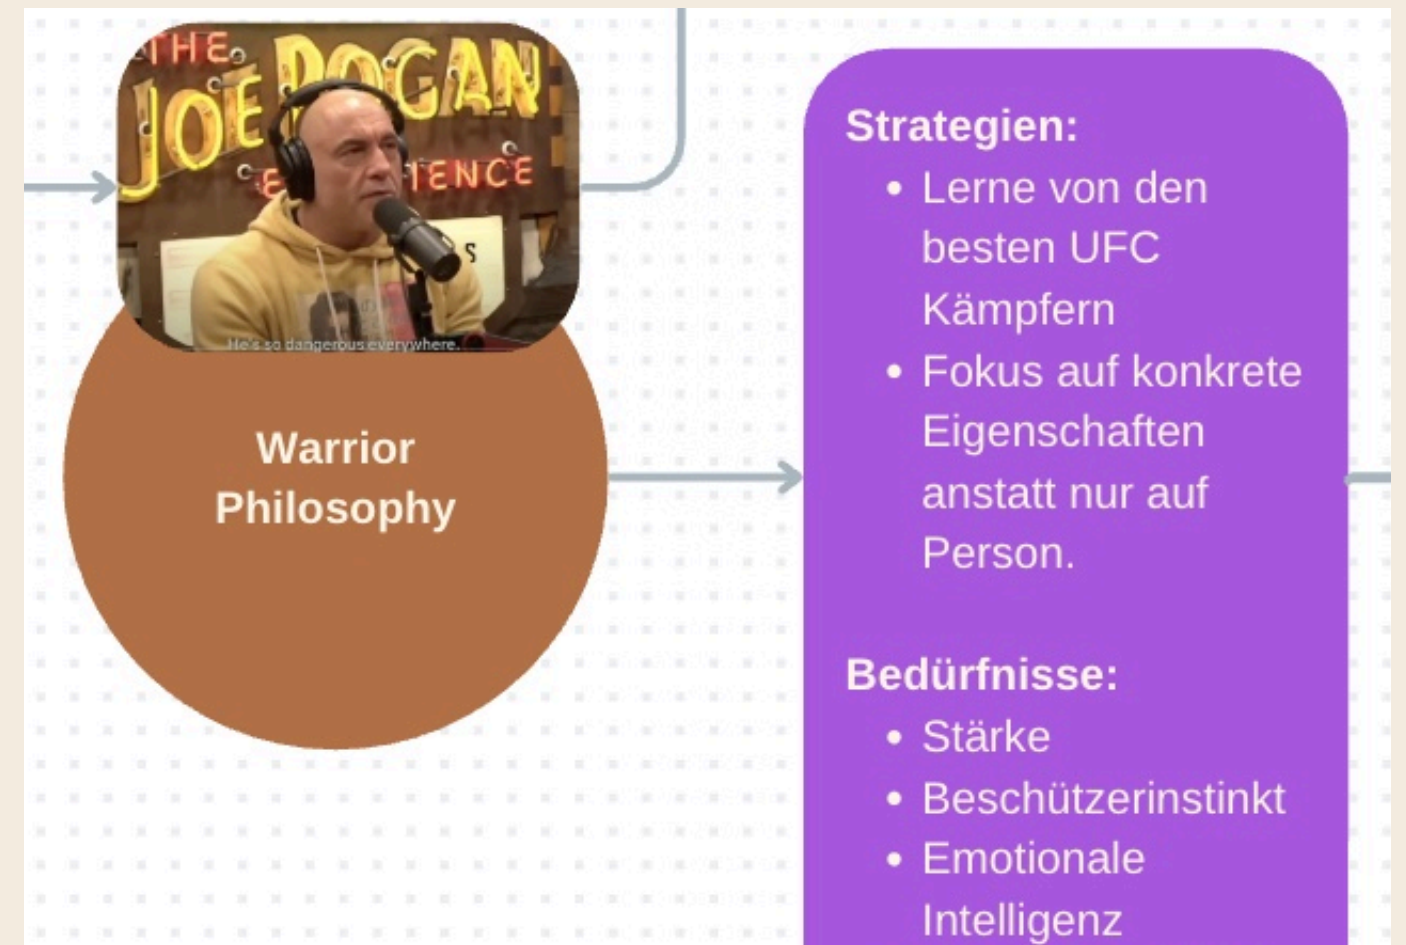 THE
JOE ROGAN
E IENCE
S
He's so dangerous everywhere.
Warrior
Philosophy
Strategien:
• Lerne von den
besten UFC
Kämpfern
• Fokus auf konkrete
Eigenschaften
anstatt nur auf
Person.
Bedürfnisse:
• Stärke
• Beschützerinstinkt
• Emotionale
Intelligenz